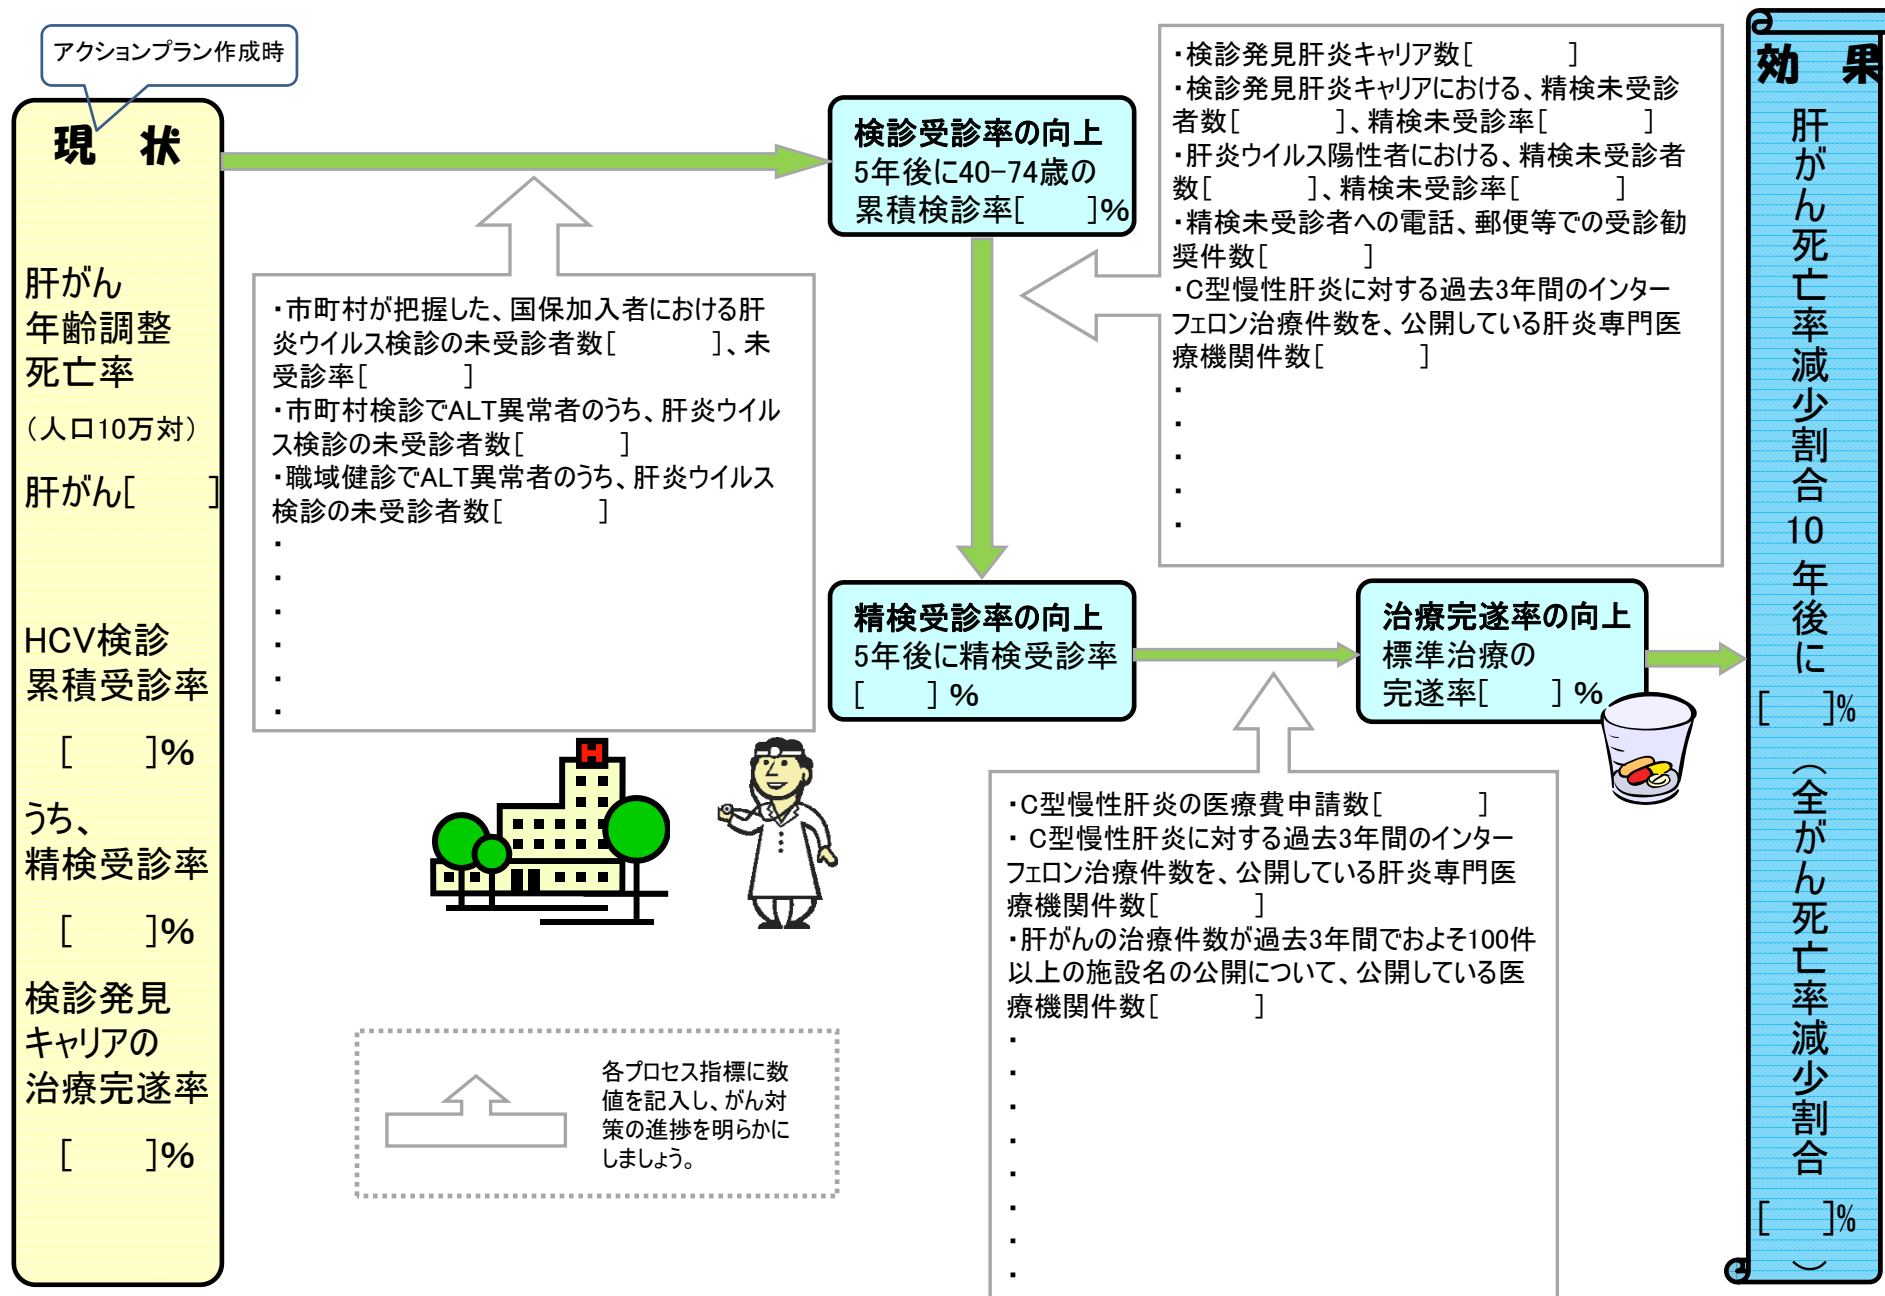 アクションプラン作成時
現　状
肝がん
年齢調整
死亡率
（人口10万対）
肝がん[　　]
HCV検診
累積受診率
[　　]%
うち、
精検受診率
[　　]%
検診発見
キャリアの
治療完遂率
[　　]%
・市町村が把握した、国保加入者における肝
炎ウイルス検診の未受診者数[　　　　]、未
受診率[　　　　]
・市町村検診でALT異常者のうち、肝炎ウイル
ス検診の未受診者数[　　　　]
・職域健診でALT異常者のうち、肝炎ウイルス
検診の未受診者数[　　　　]
・
・
・
・
・
・
検診受診率の向上
5年後に40-74歳の
累積検診率[　　]%
・検診発見肝炎キャリア数[　　　　]
・検診発見肝炎キャリアにおける、精検未受診
者数[　　　　]、精検未受診率[　　　　]
・肝炎ウイルス陽性者における、精検未受診者
数[　　　　]、精検未受診率[　　　　]
・精検未受診者への電話、郵便等での受診勧
奨件数[　　　　]
・C型慢性肝炎に対する過去3年間のインター
フェロン治療件数を、公開している肝炎専門医
療機関件数[　　　　]
・
・
・
・
・
精検受診率の向上
5年後に精検受診率
[　　] %
治療完遂率の向上
標準治療の
完遂率[　　] %
H
・C型慢性肝炎の医療費申請数[　　　　]
・ C型慢性肝炎に対する過去3年間のインター
フェロン治療件数を、公開している肝炎専門医
療機関件数[　　　　]
・肝がんの治療件数が過去3年間でおよそ100件
以上の施設名の公開について、公開している医
療機関件数[　　　　]
・
・
・
・
・
・
・
・
各プロセス指標に数
値を記入し、がん対
策の進捗を明らかに
しましょう。
効　果
肝がん死亡率減少割合10年後に[　　]%（全がん死亡率減少割合[　　]%）